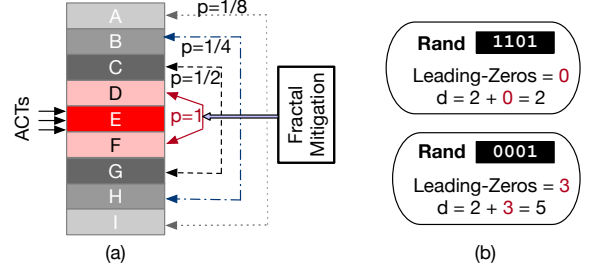 p=1/8
A
B
p=1/4
C
p=1/2
D
E
p=1
F
G
H
I
ACTs
Fractal
Mitigation
(a)
Rand 1101
Leading-Zeros = 0
d = 2 + 0 = 2
Rand 0001
Leading-Zeros = 3
d = 2 + 3 = 5
(b)